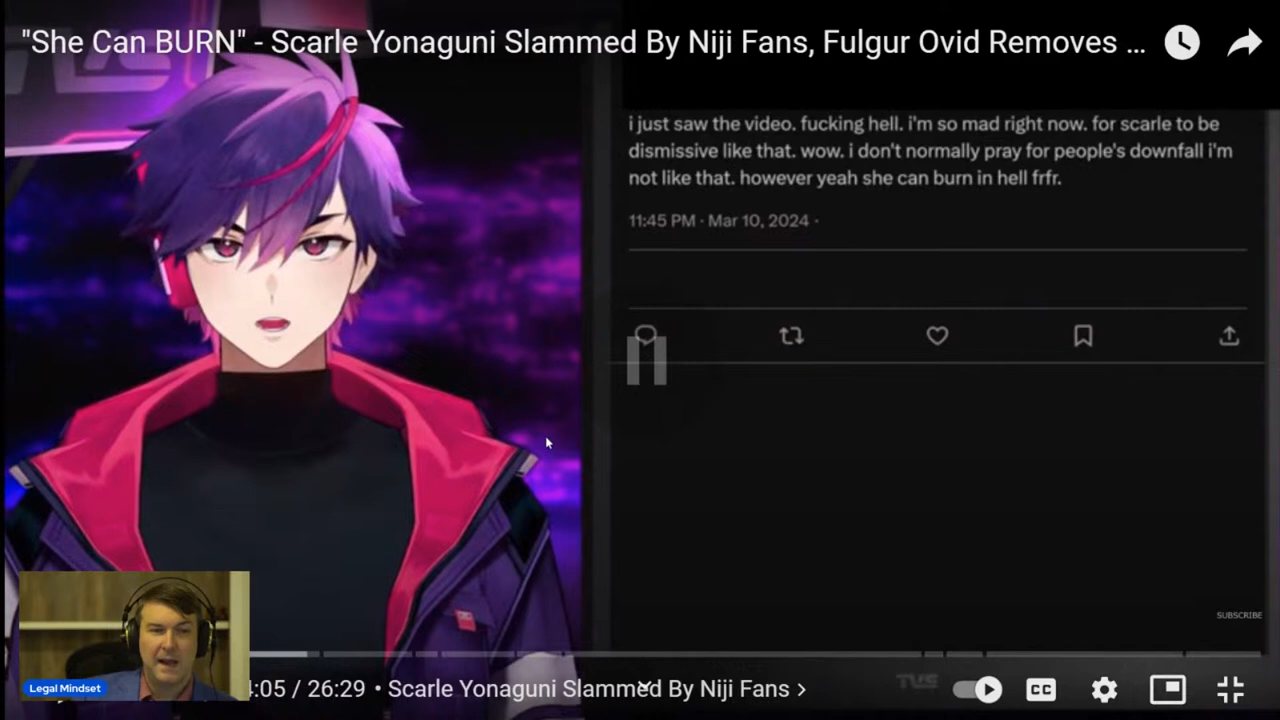 "She Can BURN" - Scarle Yonaguni Slammed By Niji Fans, Fulgur Ovid Removes ...
i just saw the video. fucking hell. i'm so mad right now. for scarle to be
dismissive like that. wow. i don't normally pray for people's downfall i'm
not like that. however yeah she can burn in hell frfr.
11:45 PM · Mar 10, 2024 ·
SUBSCRIBE
Legal Mindset
:05 / 26:29 • Scarle Yonaguni Slammed By Niji Fans >
TVS
CC